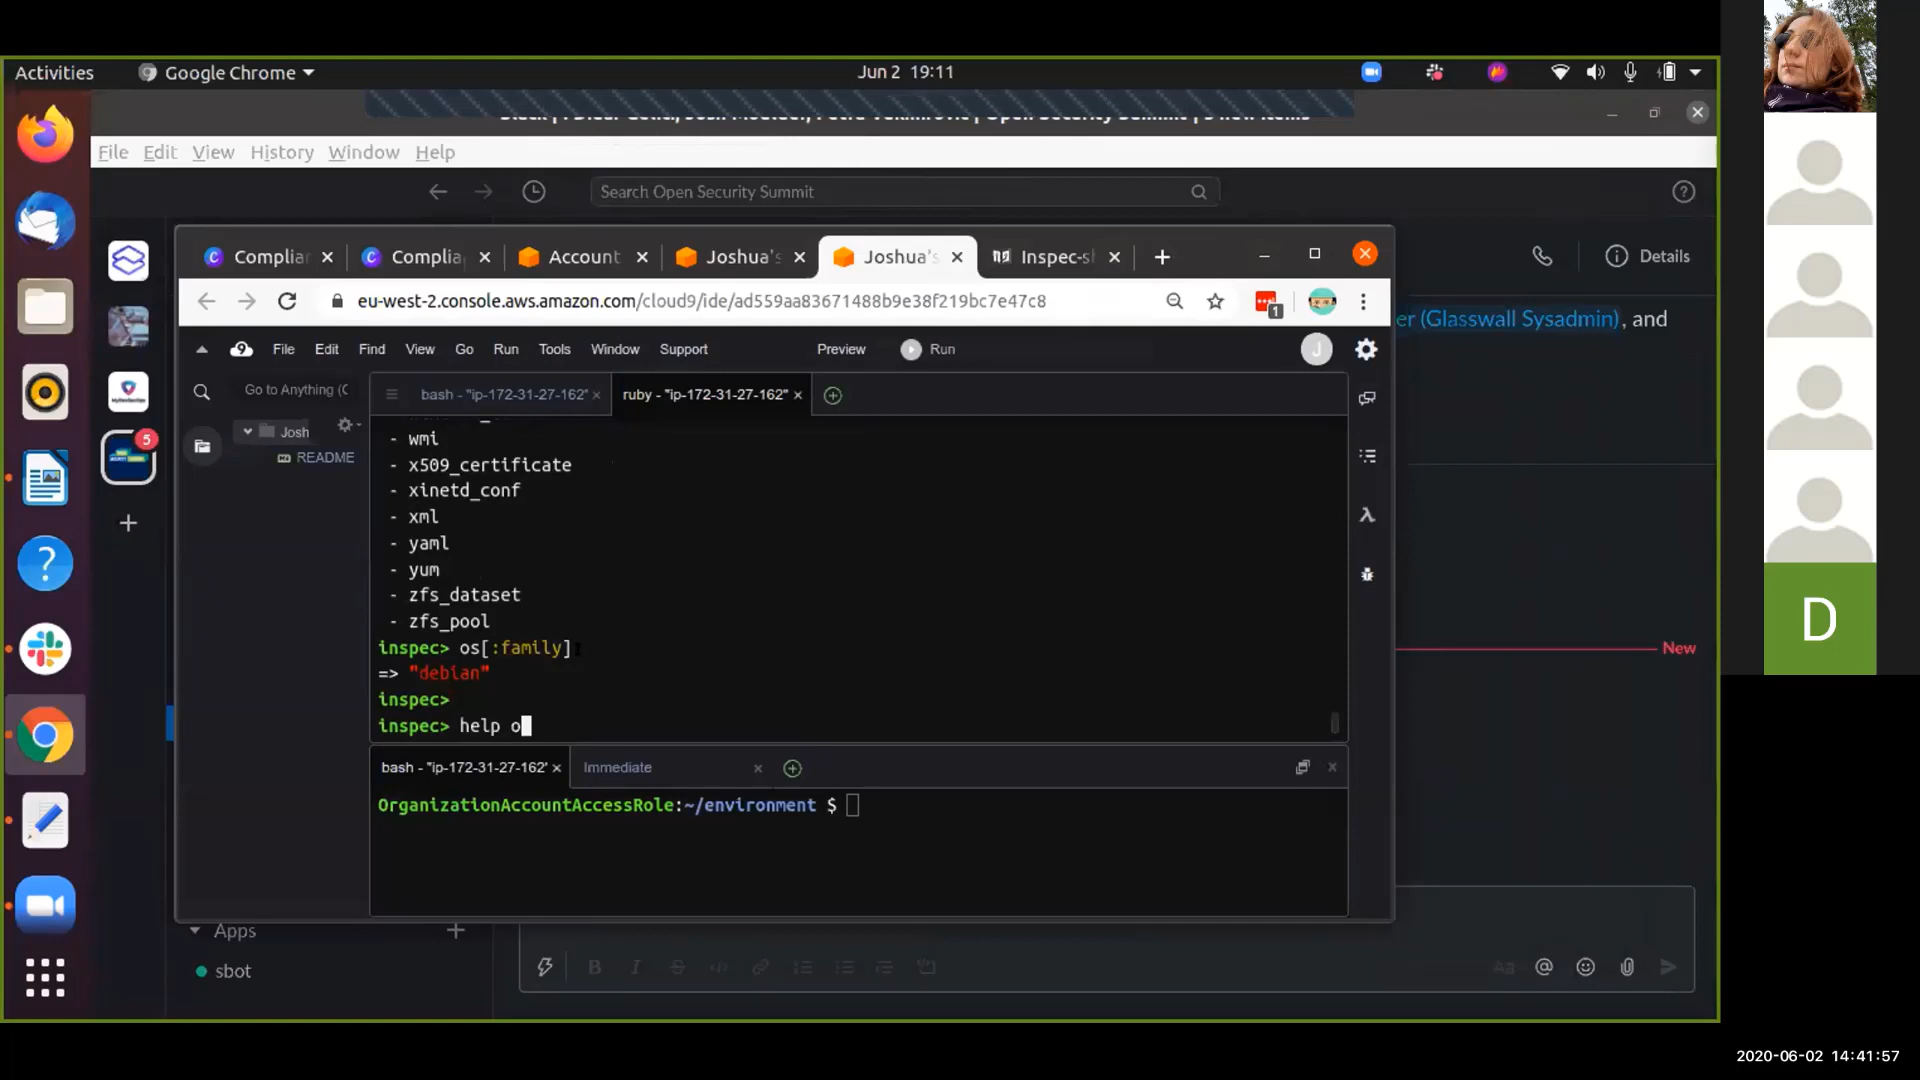 Activities
Google Chrome
Jun 2 19:11
File Edit View History Window Help
Search Open Security Summit
Complia
Complia
Account
Joshua's
Joshua's
Inspec-s
Details
eu-west-2.console.aws.amazon.com/cloud9/ide/ad559aa83671488b9e38f219bc7e47c8
1
er (Glasswall Sysadmin), and
9
File Edit Find View Go Run Tools Window Support Preview Run
J
Go to Anything (
bash - "ip-172-31-27-162"
ruby - "ip-172-31-27-162"
Josh
README
5
- wmi
- x509_certificate
- xinetd_conf
- xml
- yaml
- yum
- zfs_dataset
- zfs_pool
inspec> os[:family]
=> "debian"
inspec>
inspec> help o
New
D
bash - "ip-172-31-27-162"
Immediate
OrganizationAccountAccessRole:~/environment $
Apps
sbot
2020-06-02 14:41:57